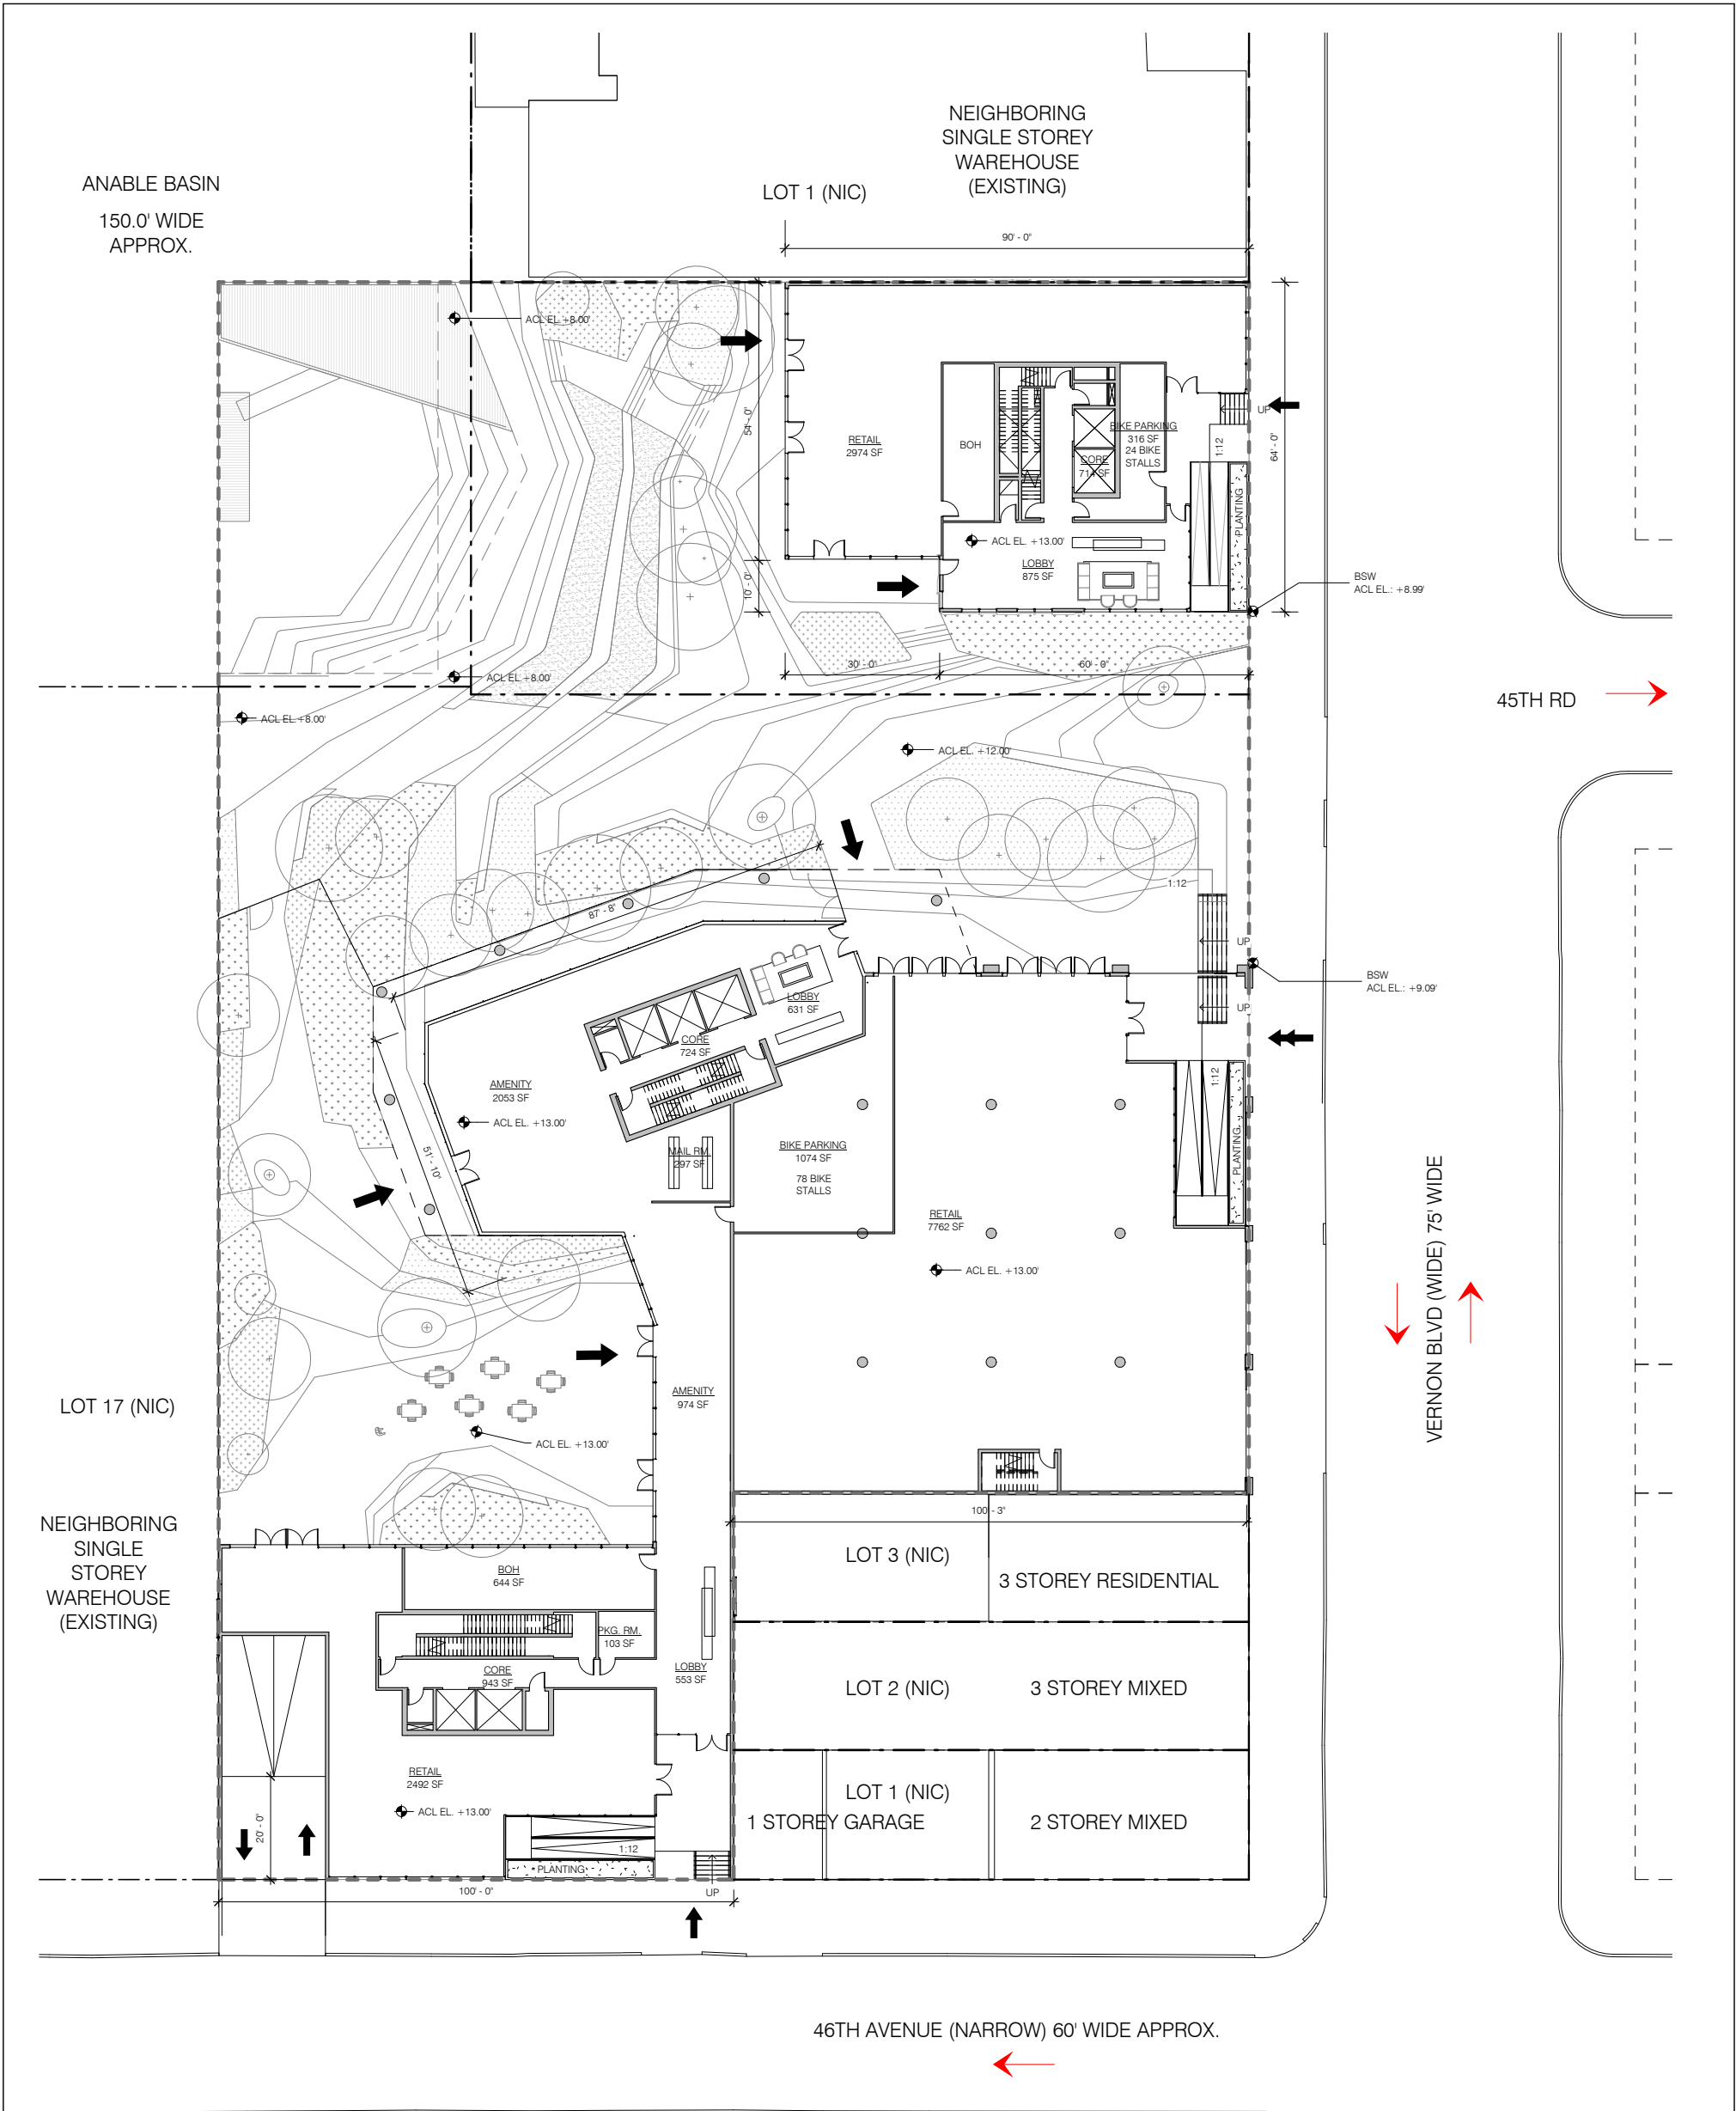 ANABLE BASIN
150.0' WIDE
APPROX.
NEIGHBORING
SINGLE STOREY
WAREHOUSE
(EXISTING)
LOT 1 (NIC)
90' - 0"
ACL EL. +8.00'
54' - 0"
RETAIL
2974 SF
BOH
BIKE PARKING
316 SF
24 BIKE
STALLS
CORE
714 SF
UP
1:12
64' - 0"
PLANTING
ACL EL. +13.00'
LOBBY
875 SF
10' - 0"
BSW
ACL EL.: +8.99'
30' - 0"
60' - 0"
ACL EL. +8.00'
ACL EL. +8.00'
45TH RD
ACL EL. +12.00'
1:12
87' - 8"
UP
BSW
ACL EL.: +9.09'
UP
LOBBY
631 SF
CORE
724 SF
1:12
PLANTING
AMENITY
2053 SF
ACL EL. +13.00'
51' - 10"
MAIL RM.
297 SF
BIKE PARKING
1074 SF
78 BIKE
STALLS
RETAIL
7762 SF
ACL EL. +13.00'
VERNON BLVD (WIDE) 75' WIDE
LOT 17 (NIC)
AMENITY
974 SF
ACL EL. +13.00'
NEIGHBORING
SINGLE
STOREY
WAREHOUSE
(EXISTING)
100' - 3"
LOT 3 (NIC)
3 STOREY RESIDENTIAL
BOH
644 SF
PKG. RM.
103 SF
CORE
943 SF
LOBBY
553 SF
LOT 2 (NIC)
3 STOREY MIXED
RETAIL
2492 SF
ACL EL. +13.00'
20' - 0"
1:12
PLANTING
UP
LOT 1 (NIC)
1 STOREY GARAGE
2 STOREY MIXED
100' - 0"
46TH AVENUE (NARROW) 60' WIDE APPROX.